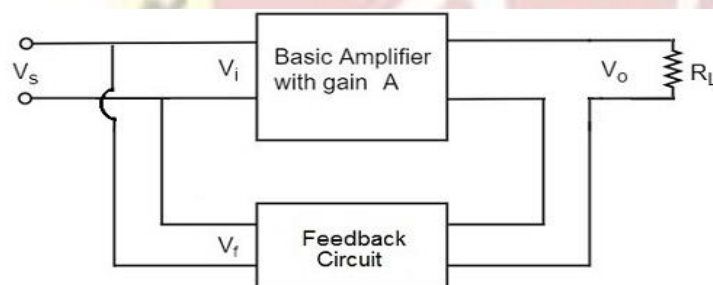 Vs
Vi
Basic Amplifier
with gain A
Vo
RL
Vf
Feedback
Circuit